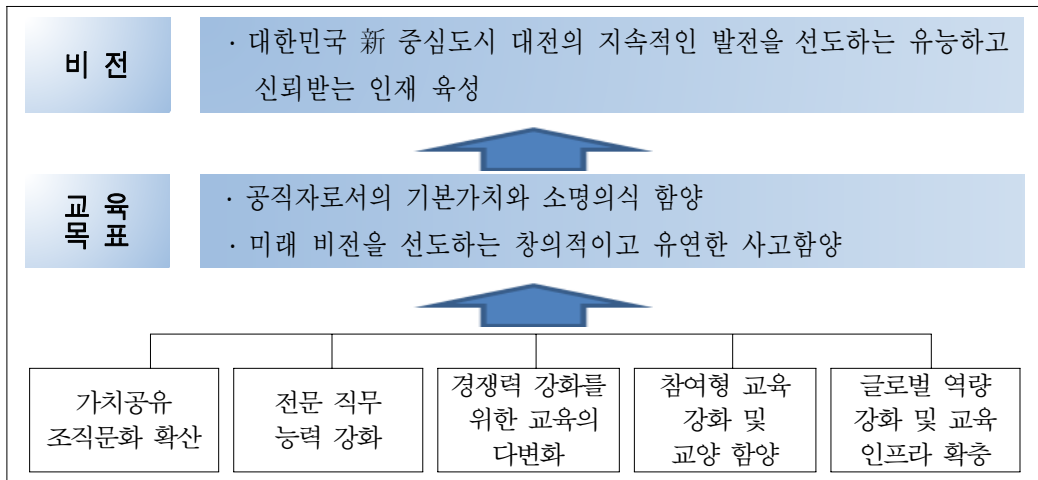 비 전
· 대한민국 新 중심도시 대전의 지속적인 발전을 선도하는 유능하고
신뢰받는 인재 육성
교 육
목 표
· 공직자로서의 기본가치와 소명의식 함양
· 미래 비전을 선도하는 창의적이고 유연한 사고함양
가치공유
조직문화 확산
전문 직무
능력 강화
경쟁력 강화를
위한 교육의
다변화
참여형 교육
강화 및
교양 함양
글로벌 역량
강화 및 교육
인프라 확충